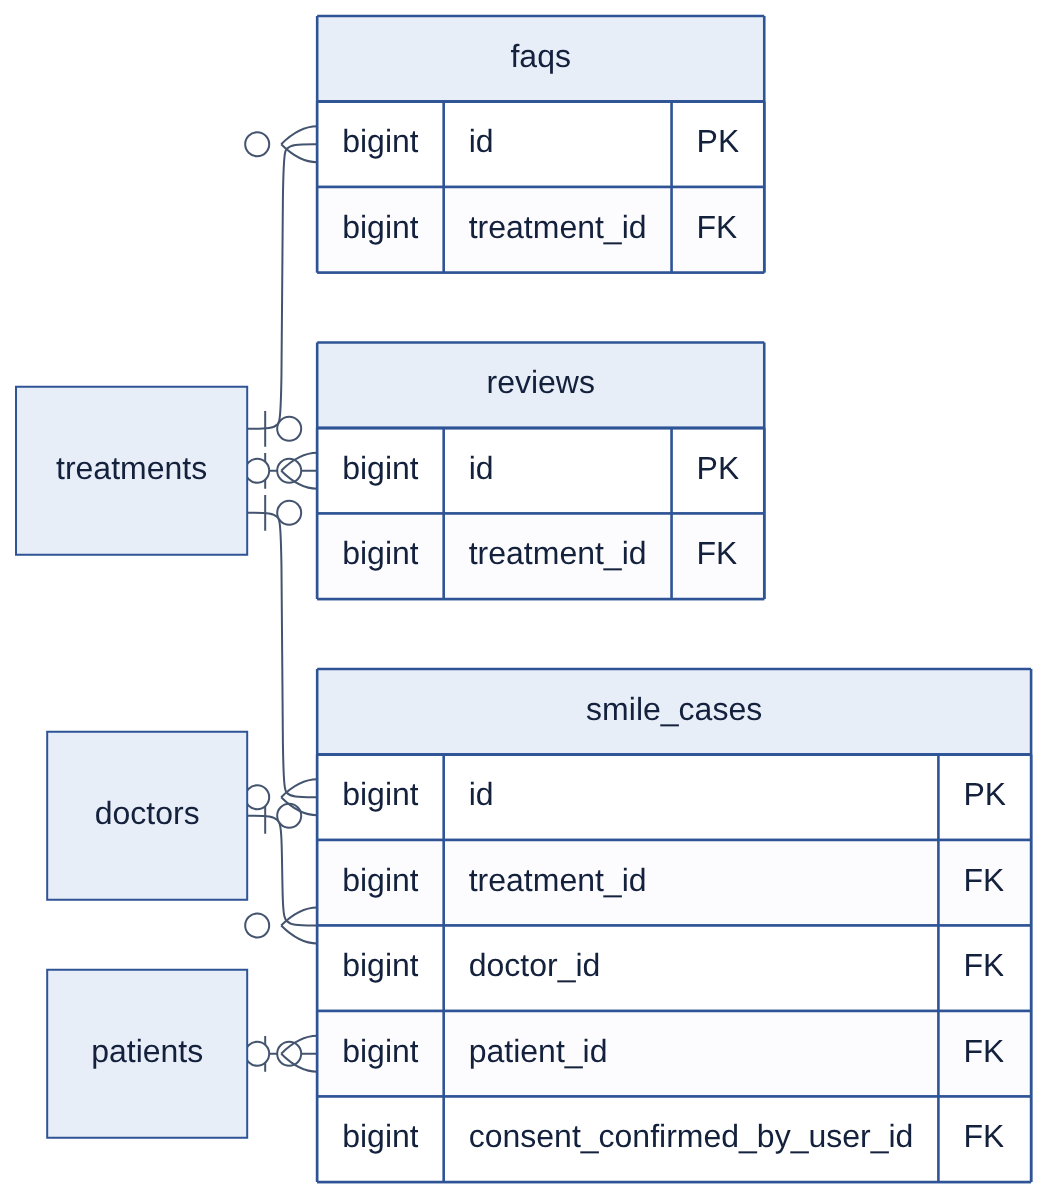 faqs
bigint id PK
bigint treatment_id FK
reviews
treatments
bigint id PK
bigint treatment_id FK
smile_cases
doctors
bigint id PK
bigint treatment_id FK
bigint doctor_id FK
patients
bigint patient_id FK
bigint consent_confirmed_by_user_id FK